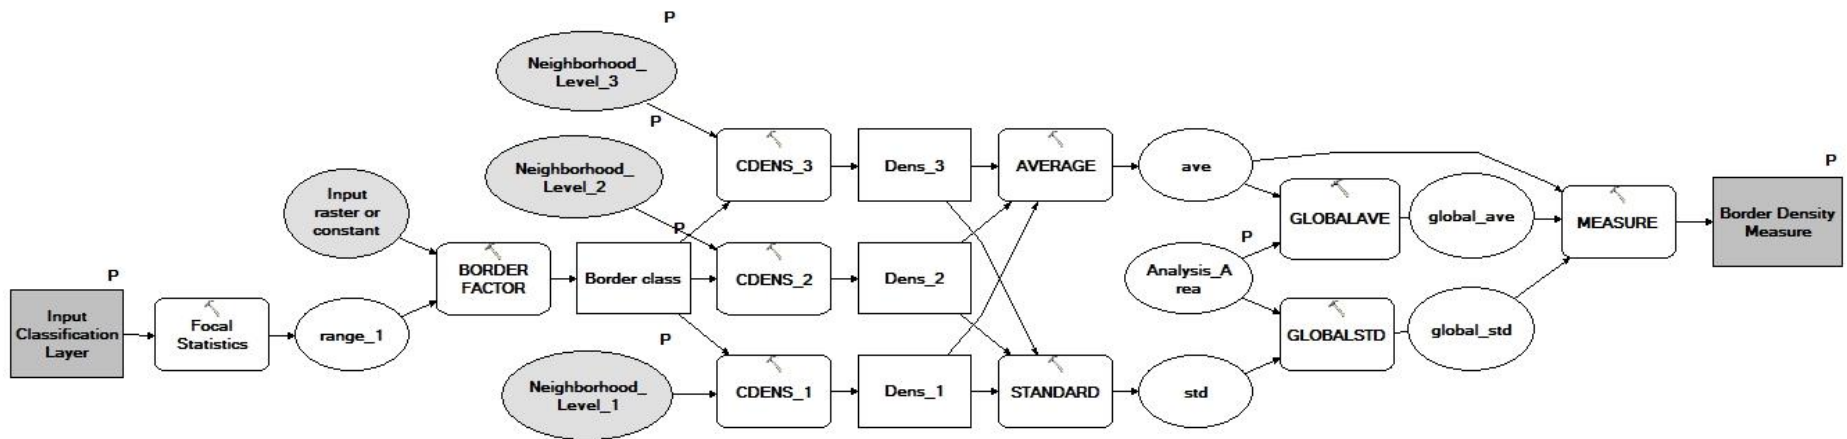 P
Neighborhood_
Level_3
P
Neighborhood_
Level_2
Input
raster or
constant
P
Input
Classification
Layer
Focal
Statistics
range_1
BORDER
FACTOR
Border class
P
P
Neighborhood_
Level_1
CDENS_3
CDENS_2
CDENS_1
Dens_3
Dens_2
Dens_1
AVERAGE
STANDARD
ave
P
Analysis_A
rea
std
GLOBALAVE
GLOBALSTD
global_ave
global_std
MEASURE
P
Border Density
Measure